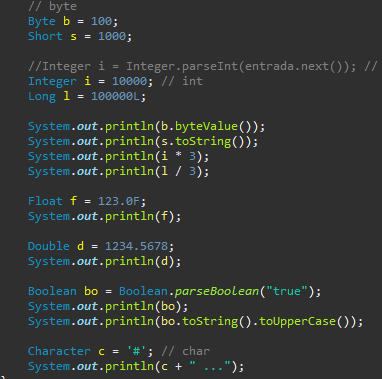 // byte
Byte b = 100;
Short s = 1000;
//Integer i = Integer.parseInt(entrada.next()); //
Integer i = 10000; // int
Long l = 100000L;
System.out.println(b.byteValue());
System.out.println(s.toString());
System.out.println(i * 3);
System.out.println(l / 3);
Float f = 123.0F;
System.out.println(f);
Double d = 1234.5678;
System.out.println(d);
Boolean bo = Boolean.parseBoolean("true");
System.out.println(bo);
System.out.println(bo.toString().toUpperCase());
Character c = '#'; // char
System.out.println(c + " ...");
}